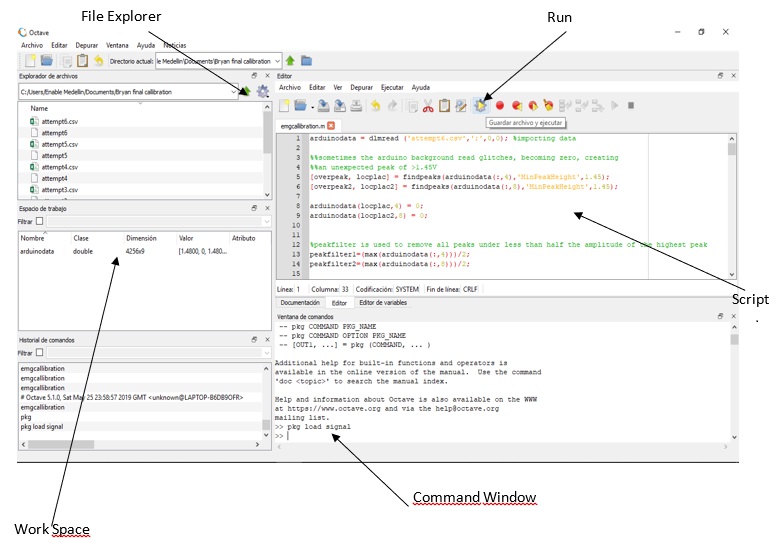 File Explorer
Run
Octave
Archivo Editar Depurar Ventana Ayuda Noticias
Directorio actual: le Medellin\Documents\Bryan final callibration
Explorador de archivos
C:/Users/Enable Medellin/Documents/Bryan final callibration
Name
attempt6.csv
attempt6
attempt5.csv
attempt5
attempt4
attempt3.csv
Espacio de trabajo
Filtrar
Nombre Clase Dimensión Valor Atributo
arduinodata double 4256x9 [1.4800, 0, 1.480...
Historial de comandos
Filtrar
emgcallibration
emgcallibration
emgcallibration
# Octave 5.1.0, Sat May 25 23:58:57 2019 GMT <unknown@LAPTOP-B6DB9OFR>
emgcallibration
pkg
pkg load signal
Editor
Archivo Editar Ver Depurar Ejecutar Ayuda
Guardar archivo y ejecutar
emgcallibration.m
1 arduinodata = dlmread ('attempt6.csv',';',0,0); %importing data
2
3 %%sometimes the arduino background read glitches, becoming zero, creating
4 %%an unexpected peak of >1.45V
5 [overpeak, locplac] = findpeaks(arduinodata(:,4),'MinPeakHeight',1.45);
6 [overpeak2, locplac2] = findpeaks(arduinodata(:,8),'MinPeakHeight',1.45);
7
8 arduinodata(locplac,4) = 0;
9 arduinodata(locplac2,8) = 0;
10
11
12 %peakfilter is used to remove all peaks under less than half the amplitude of the highest peak
13 peakfilter1=(max(arduinodata(:,4)))/2;
14 peakfilter2=(max(arduinodata(:,8)))/2;
15
Línea: 1 Columna: 33 Codificación: SYSTEM Fin de línea: CRLF
Documentación Editor Editor de variables
Ventana de comandos
-- pkg COMMAND PKG_NAME
-- pkg COMMAND OPTION PKG_NAME
-- [OUT1, ...] = pkg (COMMAND, ... )
Additional help for built-in functions and operators is
available in the online version of the manual. Use the command
'doc <topic>' to search the manual index.
Help and information about Octave is also available on the WWW
at https://www.octave.org and via the help@octave.org
mailing list.
>> pkg load signal
>>
Script
.
Command Window
Work Space